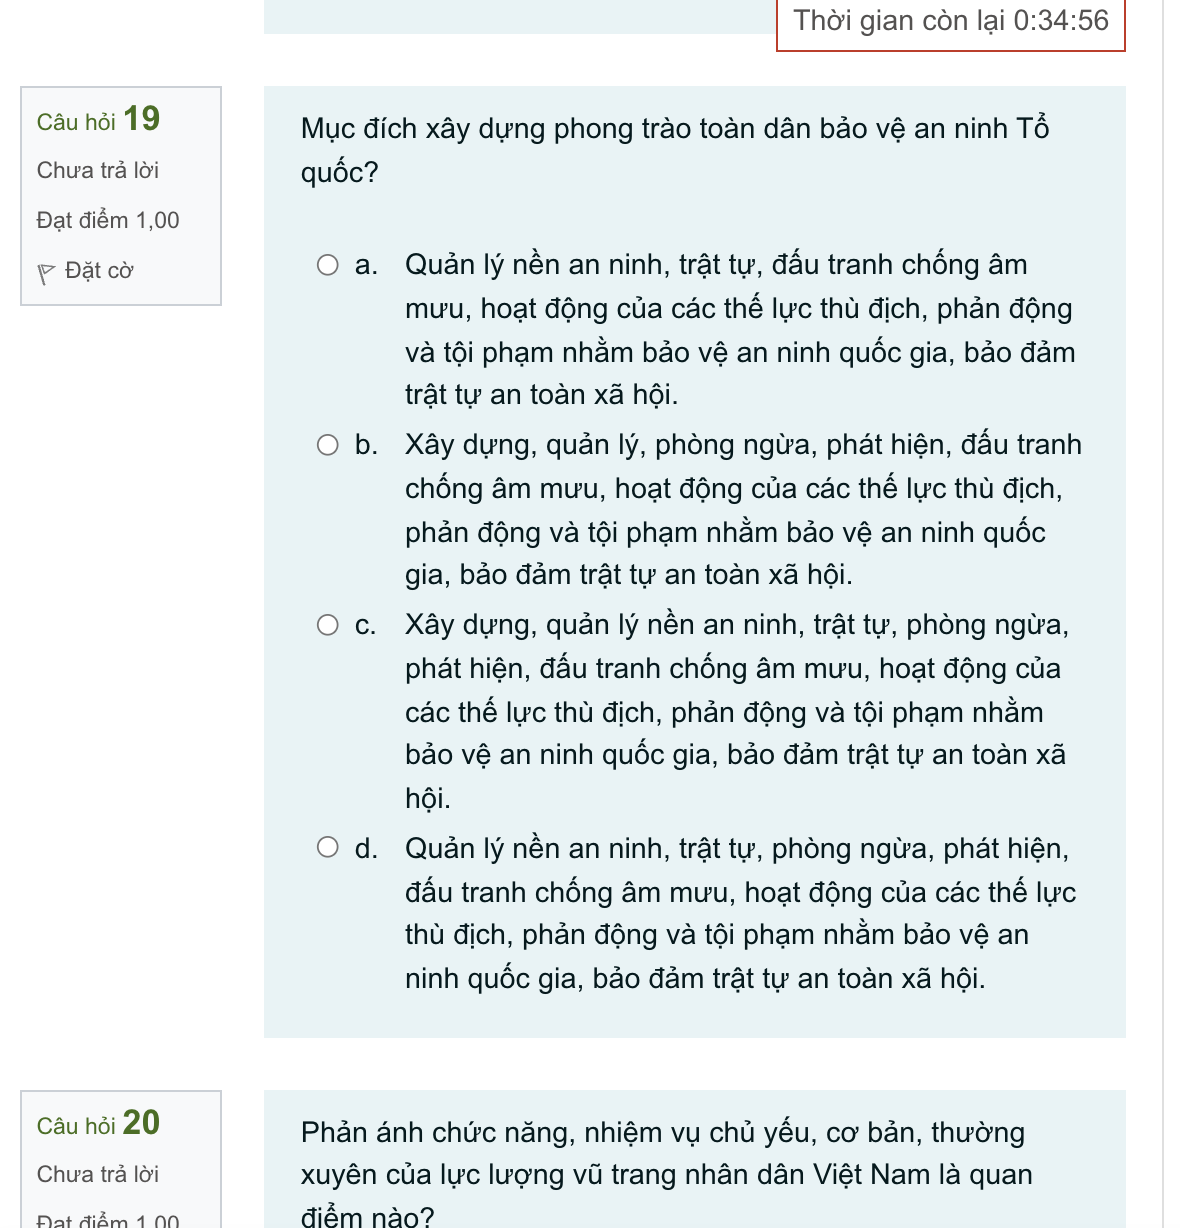 Thời gian còn lại 0:34:56
Câu hỏi 19
Chưa trả lời
Đạt điểm 1,00
Đặt cờ
Mục đích xây dựng phong trào toàn dân bảo vệ an ninh Tổ
quốc?
a. Quản lý nền an ninh, trật tự, đấu tranh chống âm
mưu, hoạt động của các thế lực thù địch, phản động
và tội phạm nhằm bảo vệ an ninh quốc gia, bảo đảm
trật tự an toàn xã hội.
b. Xây dựng, quản lý, phòng ngừa, phát hiện, đấu tranh
chống âm mưu, hoạt động của các thế lực thù địch,
phản động và tội phạm nhằm bảo vệ an ninh quốc
gia, bảo đảm trật tự an toàn xã hội.
c. Xây dựng, quản lý nền an ninh, trật tự, phòng ngừa,
phát hiện, đấu tranh chống âm mưu, hoạt động của
các thế lực thù địch, phản động và tội phạm nhằm
bảo vệ an ninh quốc gia, bảo đảm trật tự an toàn xã
hội.
d. Quản lý nền an ninh, trật tự, phòng ngừa, phát hiện,
đấu tranh chống âm mưu, hoạt động của các thế lực
thù địch, phản động và tội phạm nhằm bảo vệ an
ninh quốc gia, bảo đảm trật tự an toàn xã hội.
Câu hỏi 20
Chưa trả lời
Đạt điểm 1,00
Phản ánh chức năng, nhiệm vụ chủ yếu, cơ bản, thường
xuyên của lực lượng vũ trang nhân dân Việt Nam là quan
điểm nào?